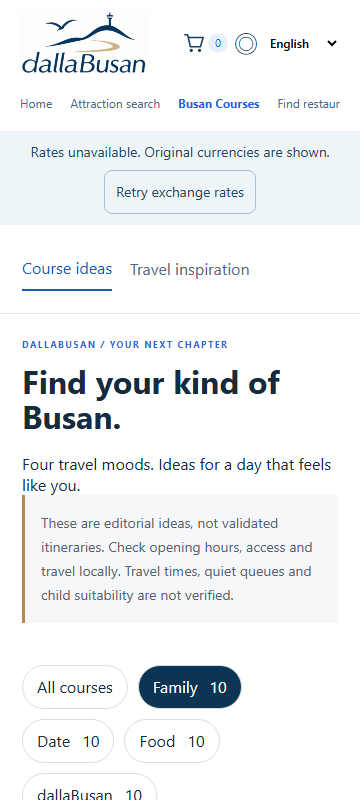 dallaBusan
0
English
Home Attraction search Busan Courses Find restaur
Rates unavailable. Original currencies are shown.
Retry exchange rates
Course ideas Travel inspiration
DALLABUSAN / YOUR NEXT CHAPTER
Find your kind of
Busan.
Four travel moods. Ideas for a day that feels
like you.
These are editorial ideas, not validated
itineraries. Check opening hours, access and
travel locally. Travel times, quiet queues and
child suitability are not verified.
All courses Family 10
Date 10 Food 10
dallaBusan 10